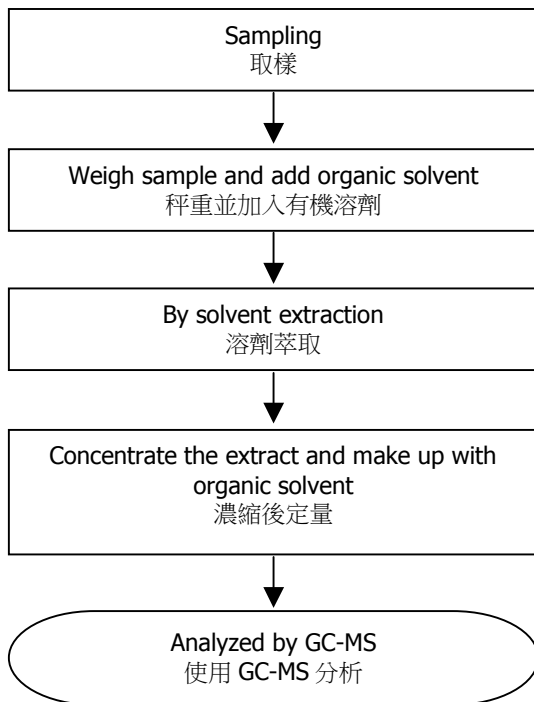 Sampling
取樣
Weigh sample and add organic solvent
秤重並加入有機溶劑
By solvent extraction
溶劑萃取
Concentrate the extract and make up with
organic solvent
濃縮後定量
Analyzed by GC-MS
使用 GC-MS 分析